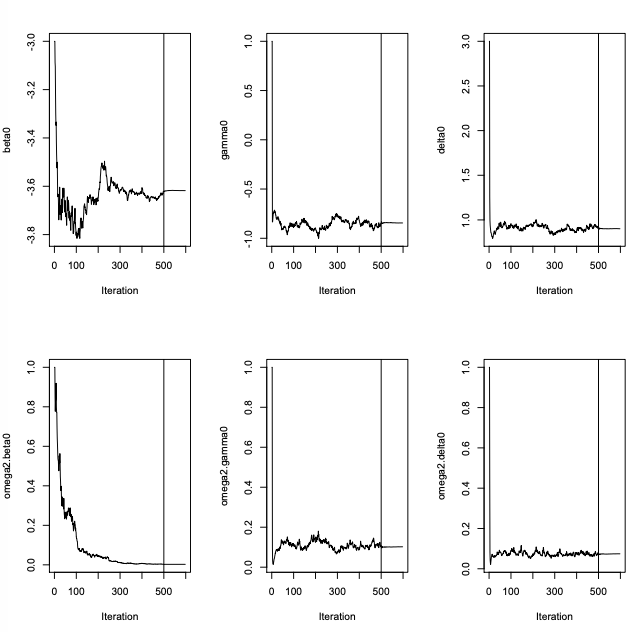 beta0
-3.0
-3.2
-3.4
-3.6
-3.8
0 100 300 500
Iteration
gamma0
1.0
0.5
0.0
-0.5
-1.0
0 100 300 500
Iteration
delta0
3.0
2.5
2.0
1.5
1.0
0 100 300 500
Iteration
omega2.beta0
1.0
0.8
0.6
0.4
0.2
0.0
0 100 300 500
Iteration
omega2.gamma0
1.0
0.8
0.6
0.4
0.2
0.0
0 100 300 500
Iteration
omega2.delta0
1.0
0.8
0.6
0.4
0.2
0.0
0 100 300 500
Iteration